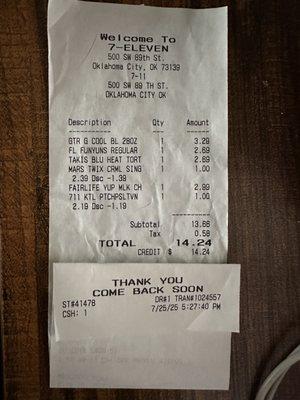 Welcome To
7-ELEVEN
500 SW 89th St.
Oklahoma City, OK 73139
7-11
500 SW 89 TH ST.
OKLAHOMA CITY OK
Description Qty Amount
GTR G COOL BL 28OZ 1 3.29
FL FUNYUNS REGULAR 1 2.69
TAKIS BLU HEAT TORT 1 2.69
MARS TWIX CRML SING 1 1.00
2.39 Dsc -1.39
FAIRLIFE YUP MLK CH 1 2.99
711 KTL PTCHPSLTVN 1 1.00
2.19 Dsc -1.19
Subtotal 13.66
Tax 0.58
TOTAL 14.24
CREDIT $ 14.24
THANK YOU
COME BACK SOON
ST#41478 DR#1 TRAN#1024557
CSH: 1 7/25/25 5:27:40 PM